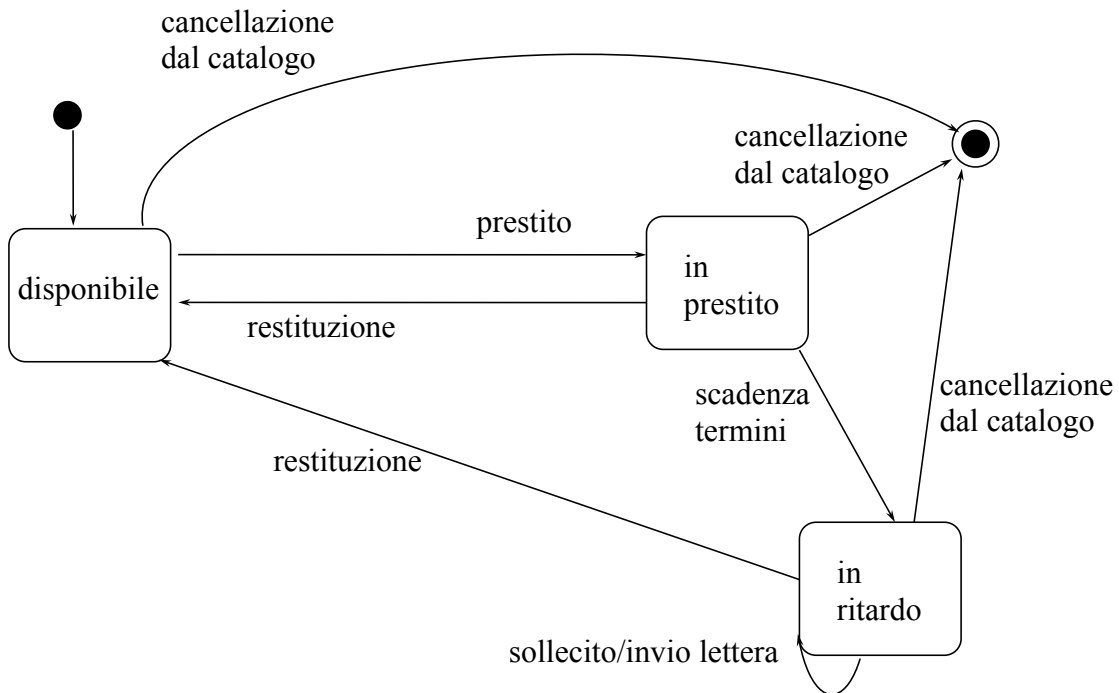 cancellazione
dal catalogo
cancellazione
dal catalogo
prestito
in
prestito
disponibile
restituzione
scadenza
termini
cancellazione
dal catalogo
restituzione
in
ritardo
sollecito/invio lettera